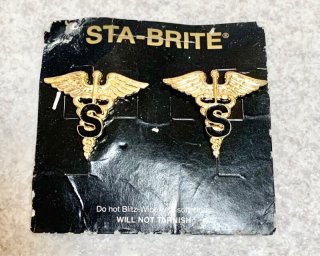 STA-BRITE®
S S
Do not Blitz-Wipe
WILL NOT TARNISH